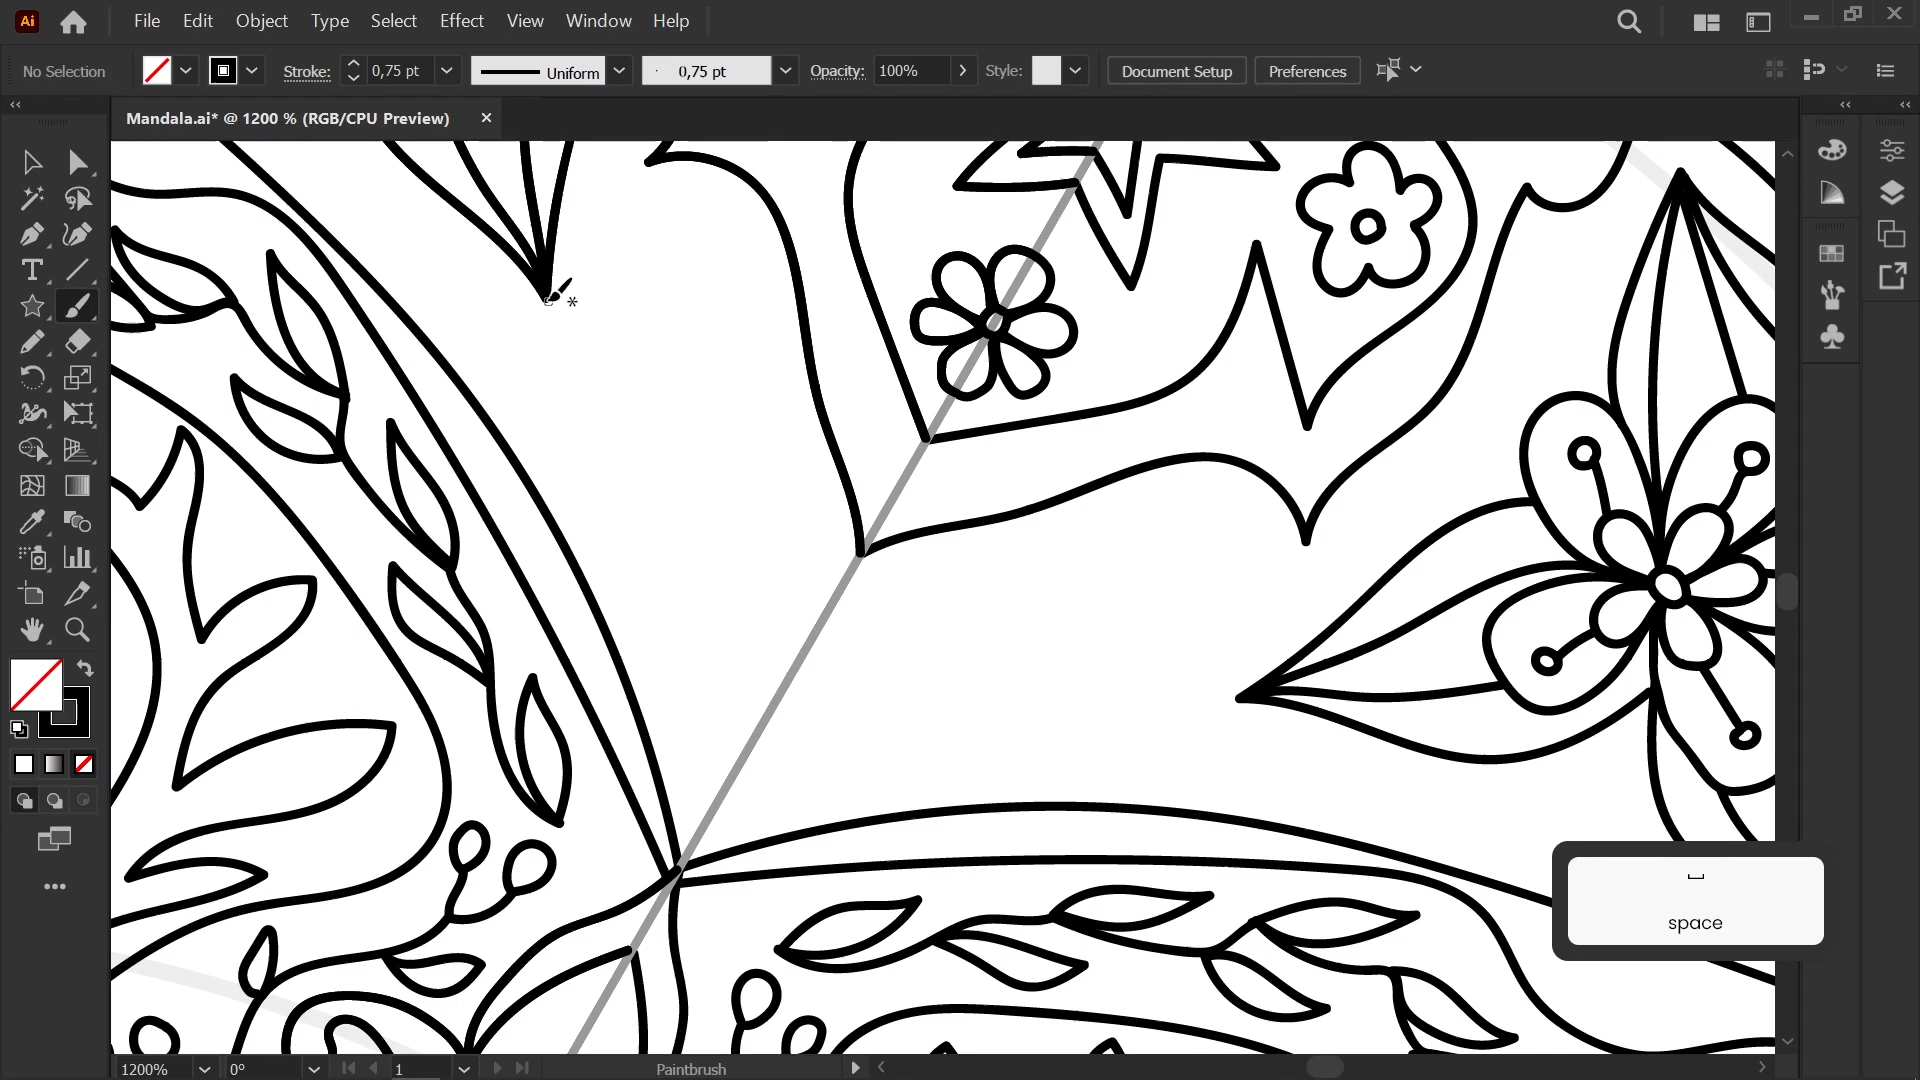 Ai
File Edit Object Type Select Effect View Window Help
No Selection Stroke: 0,75 pt Uniform 0,75 pt Opacity: 100% Style: Document Setup Preferences
Mandala.ai* @ 1200 % (RGB/CPU Preview)
space
1200% 0° 1 Paintbrush